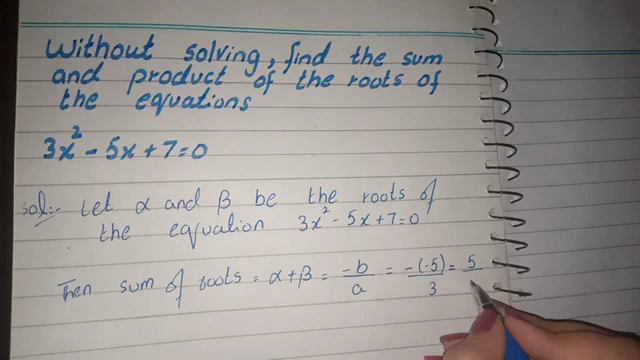 Without solving, find the sum
and product of the roots of
the equations
3x² - 5x + 7 = 0
Sol:- Let α and β be the roots of
the equation 3x² - 5x + 7 = 0
Then sum of roots = α + β = -b/a = -(-5)/3 = 5